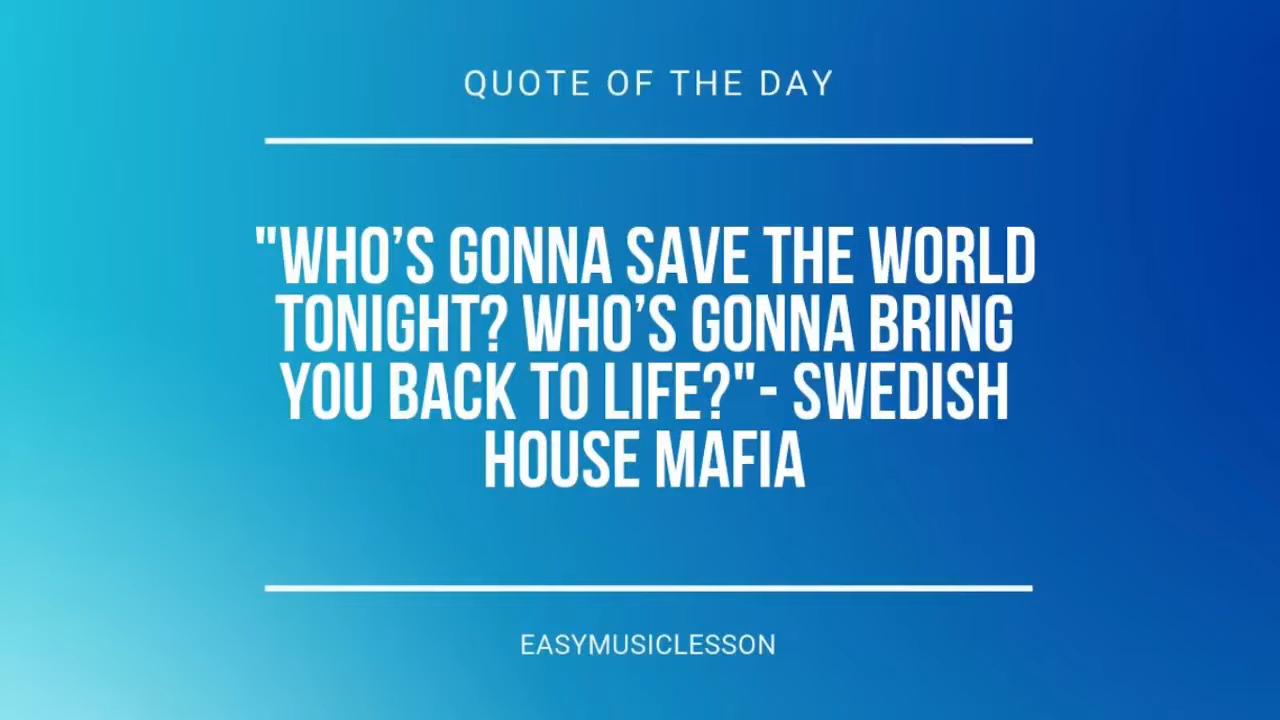 QUOTE OF THE DAY
"WHO’S GONNA SAVE THE WORLD
TONIGHT? WHO’S GONNA BRING
YOU BACK TO LIFE?"- SWEDISH
HOUSE MAFIA
EASYMUSICLESSON